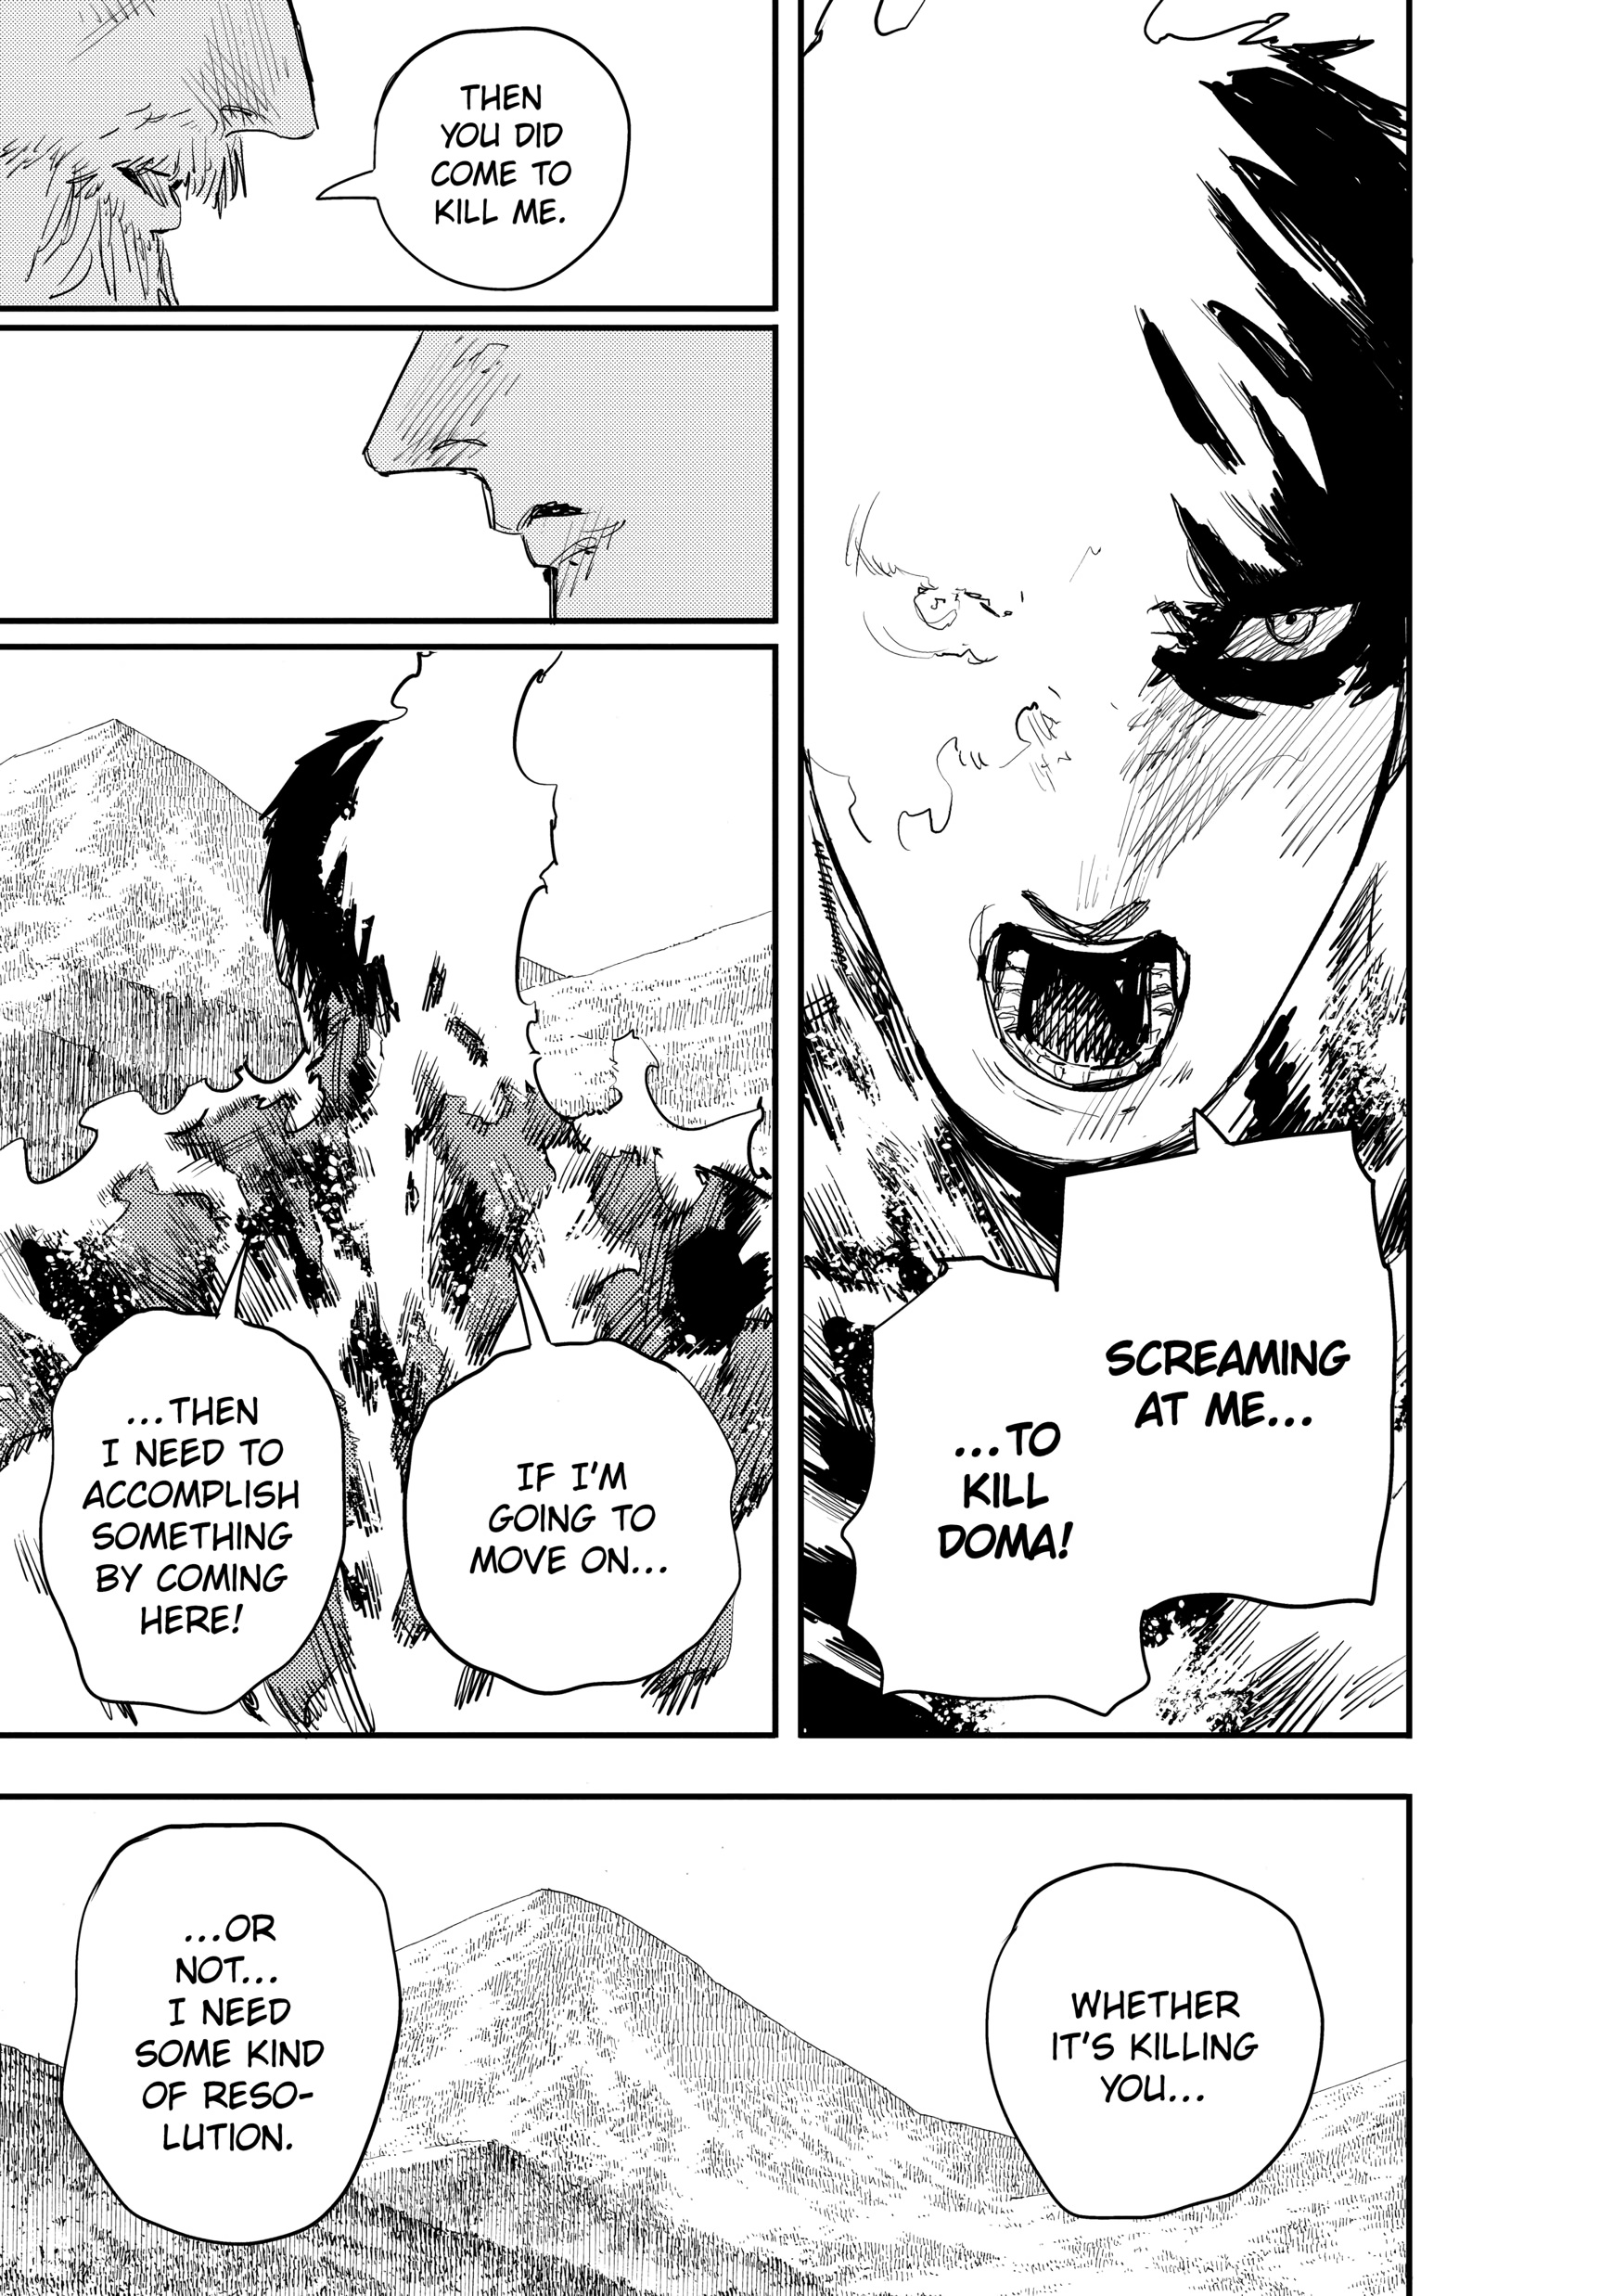 SCREAMING
AT ME...
...TO
KILL
DOMA!
THEN
YOU DID
COME TO
KILL ME.
IF I'M
GOING TO
MOVE ON...
...THEN
I NEED TO
ACCOMPLISH
SOMETHING
BY COMING
HERE!
WHETHER
IT'S KILLING
YOU...
...OR
NOT...
I NEED
SOME KIND
OF RESO-
LUTION.